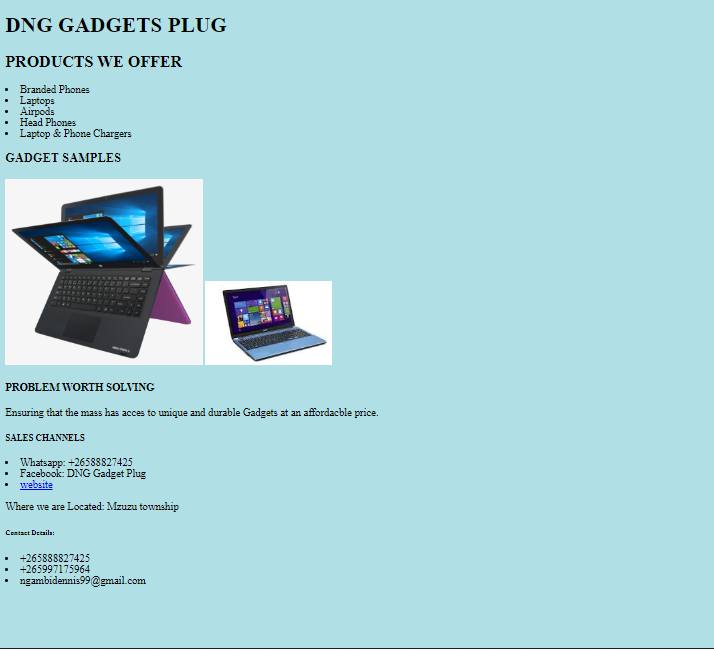 DNG GADGETS PLUG
PRODUCTS WE OFFER
Branded Phones
Laptops
Airpods
Head Phones
Laptop & Phone Chargers
GADGET SAMPLES
PROBLEM WORTH SOLVING
Ensuring that the mass has acces to unique and durable Gadgets at an affordacble price.
SALES CHANNELS
Whatsapp: +26588827425
Facebook: DNG Gadget Plug
website
Where we are Located: Mzuzu township
Contact Details:
+265888827425
+265997175964
ngambidennis99@gmail.com